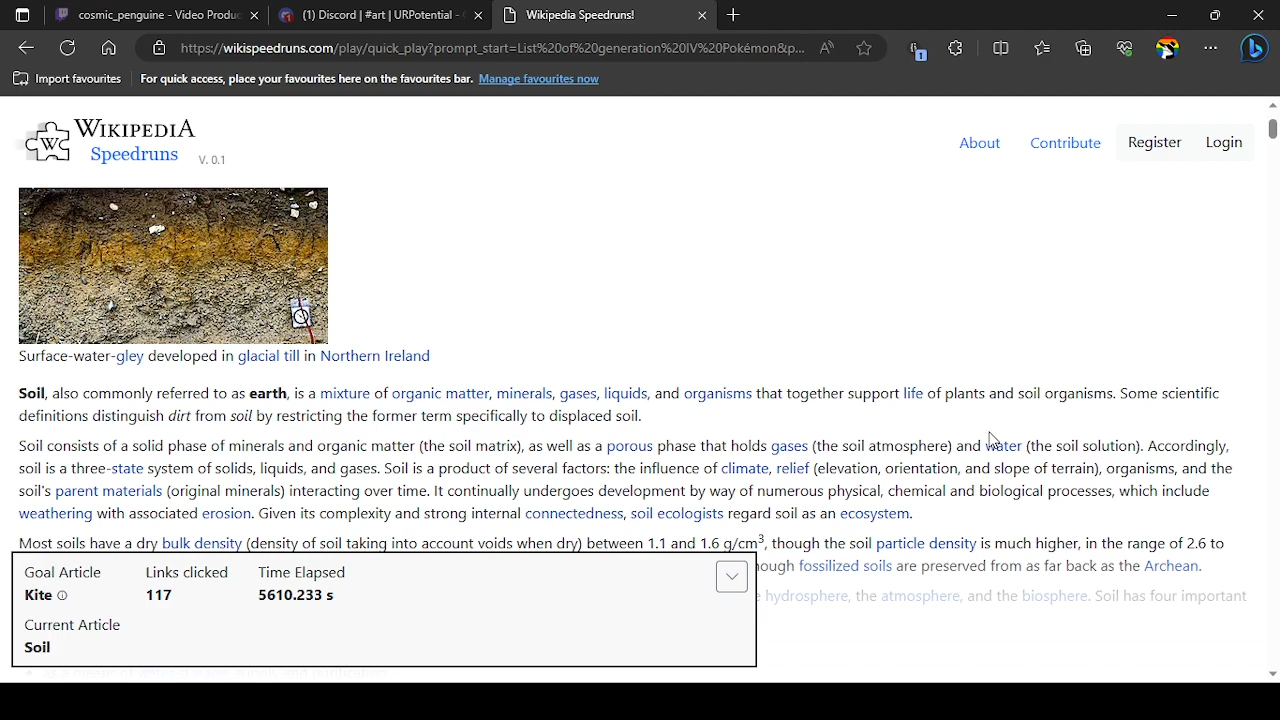 cosmic_penguine - Video Produc
(1) Discord | #art | URPotential -
Wikipedia Speedruns!
https://wikispeedruns.com/play/quick_play?prompt_start=List%20of%20generation%20IV%20Pokémon&p...
1
Import favourites
For quick access, place your favourites here on the favourites bar. Manage favourites now
WIKIPEDIA
Speedruns V. 0.1
About Contribute Register Login
Surface-water-gley developed in glacial till in Northern Ireland
Soil, also commonly referred to as earth, is a mixture of organic matter, minerals, gases, liquids, and organisms that together support life of plants and soil organisms. Some scientific
definitions distinguish dirt from soil by restricting the former term specifically to displaced soil.
Soil consists of a solid phase of minerals and organic matter (the soil matrix), as well as a porous phase that holds gases (the soil atmosphere) and water (the soil solution). Accordingly,
soil is a three-state system of solids, liquids, and gases. Soil is a product of several factors: the influence of climate, relief (elevation, orientation, and slope of terrain), organisms, and the
soil's parent materials (original minerals) interacting over time. It continually undergoes development by way of numerous physical, chemical and biological processes, which include
weathering with associated erosion. Given its complexity and strong internal connectedness, soil ecologists regard soil as an ecosystem.
Most soils have a dry bulk density (density of soil taking into account voids when dry) between 1.1 and 1.6 g/cm3, though the soil particle density is much higher, in the range of 2.6 to
ough fossilized soils are preserved from as far back as the Archean.
hydrosphere, the atmosphere, and the biosphere. Soil has four important
Goal Article Links clicked Time Elapsed
Kite 117 5610.233 s
Current Article
Soil